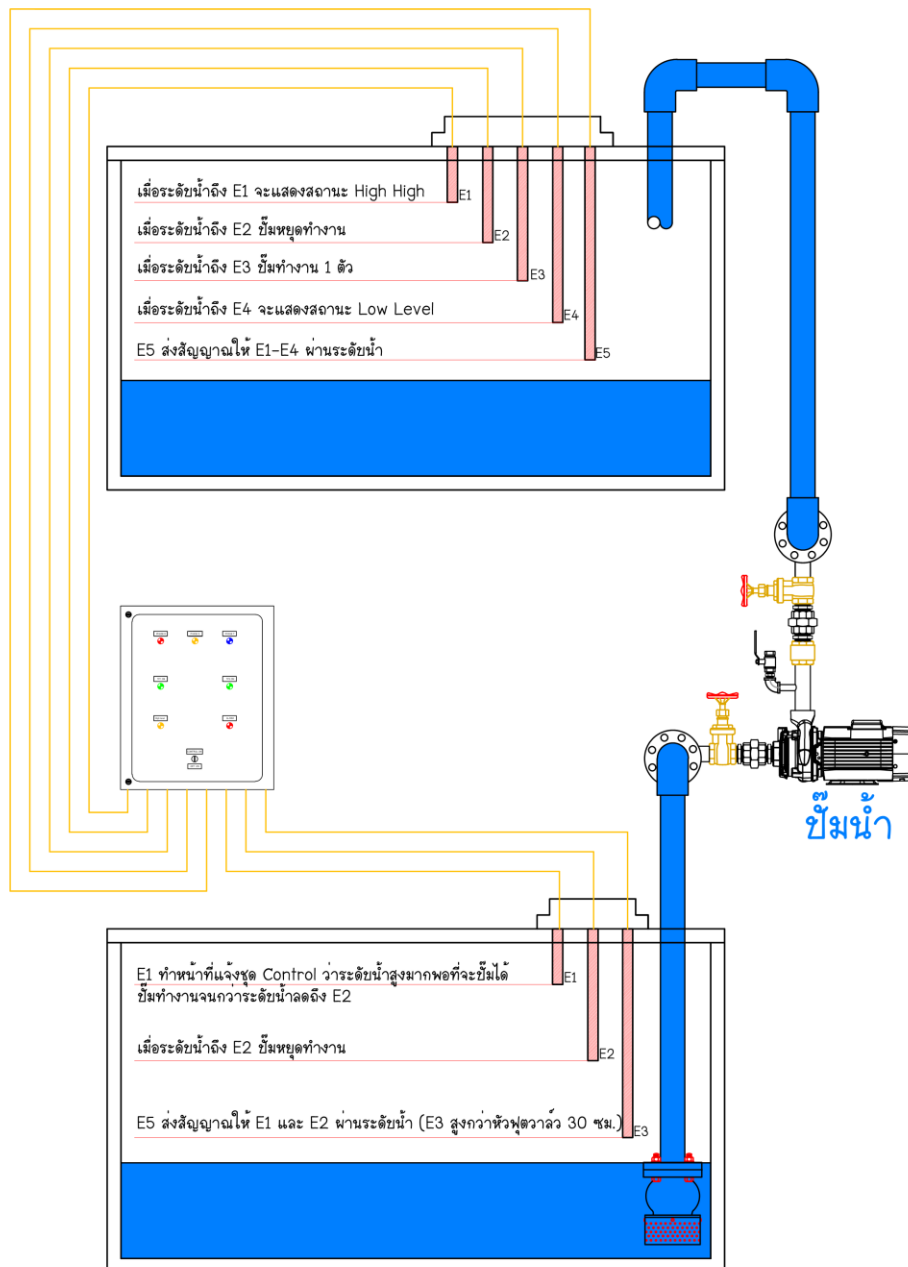 เมื่อระดับน้ำถึง E1 จะแสดงสถานะ High High
E1
เมื่อระดับน้ำถึง E2 ปั๊มหยุดทำงาน
E2
เมื่อระดับน้ำถึง E3 ปั๊มทำงาน 1 ตัว
E3
เมื่อระดับน้ำถึง E4 จะแสดงสถานะ Low Level
E4
E5 ส่งสัญญาณให้ E1-E4 ผ่านระดับน้ำ
E5
ปั๊มน้ำ
E1 ทำหน้าที่แจ้งชุด Control ว่าระดับน้ำสูงมากพอที่จะปั๊มได้
ปั๊มทำงานจนกว่าระดับน้ำลดถึง E2
E1
เมื่อระดับน้ำถึง E2 ปั๊มหยุดทำงาน
E2
E5 ส่งสัญญาณให้ E1 และ E2 ผ่านระดับน้ำ (E3 สูงกว่าหัวฟุตวาล์ว 30 ซม.)
E3